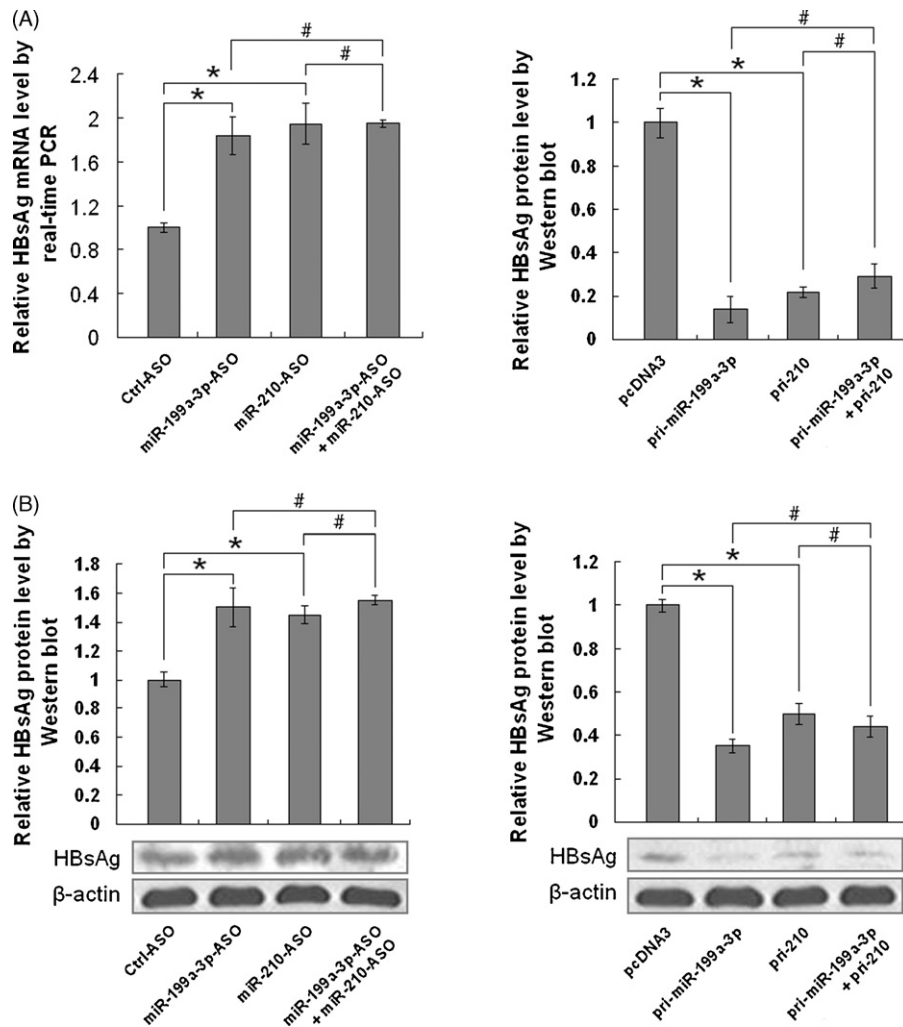 (A)
Relative HBsAg mRNA level by
real-time PCR
2.4
2
1.6
1.2
0.8
0.4
0
*
*
#
#
Ctrl-ASO
miR-199a-3p-ASO
miR-210-ASO
miR-199a-3p-ASO
+ miR-210-ASO
Relative HBsAg protein level by
Western blot
1.2
1
0.8
0.6
0.4
0.2
0
*
*
#
#
pcDNA3
pri-miR-199a-3p
pri-210
pri-miR-199a-3p
+ pri-210
(B)
Relative HBsAg protein level by
Western blot
1.8
1.6
1.4
1.2
1
0.8
0.6
0.4
0.2
0
*
*
#
#
HBsAg
β-actin
Ctrl-ASO
miR-199a-3p-ASO
miR-210-ASO
miR-199a-3p-ASO
+ miR-210-ASO
Relative HBsAg protein level by
Western blot
1.2
1
0.8
0.6
0.4
0.2
0
*
*
#
#
HBsAg
β-actin
pcDNA3
pri-miR-199a-3p
pri-210
pri-miR-199a-3p
+ pri-210